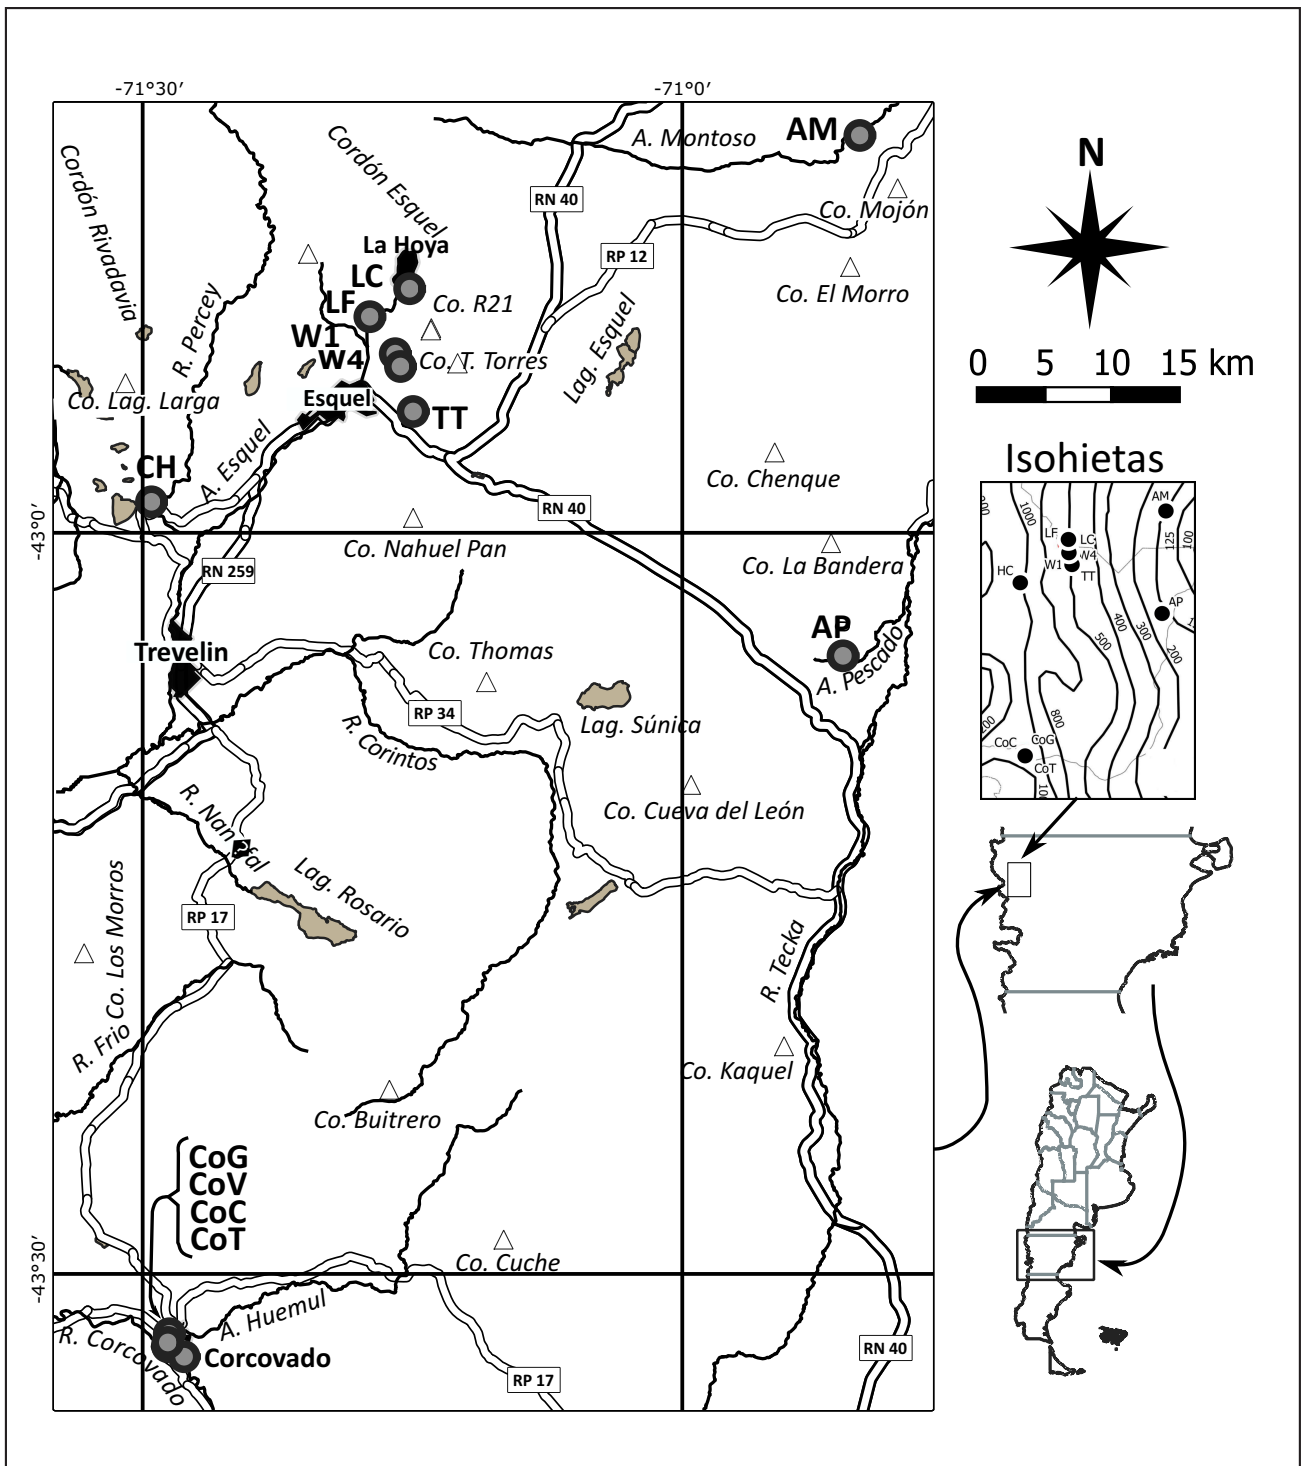 -71°30'
-71°0'
Cordón Rivadavia
Cordón Esquel
A. Montoso
AM
N
RN 40
Co. Mojón
La Hoya
RP 12
LC
Co. El Morro
LF
Co. R21
R. Percey
W1
W4
Co. T. Torres
Lag. Esquel
0 5 10 15 km
Co. Lag. Larga
Esquel
TT
A. Esquel
CH
Co. Chenque
Isohietas
RN 40
-43°0'
Co. Nahuel Pan
Co. La Bandera
RN 259
AP
A. Pescado
Trevelin
Co. Thomas
RP 34
Lag. Súnica
R. Corintos
Co. Cueva del León
R. Nan
fal
Lag. Rosario
Co. Los Morros
RP 17
R. Tecka
R. Frio
Co. Kaquel
Co. Buitrero
CoG
CoV
CoC
CoT
-43°30'
Co. Cuche
A. Huemul
R. Corcovado
Corcovado
RN 40
RP 17
AM
1000
LF
LC
125
100
W4
W1
TT
HC
AP
400
300
500
200
800
CoC
CoG
CoT